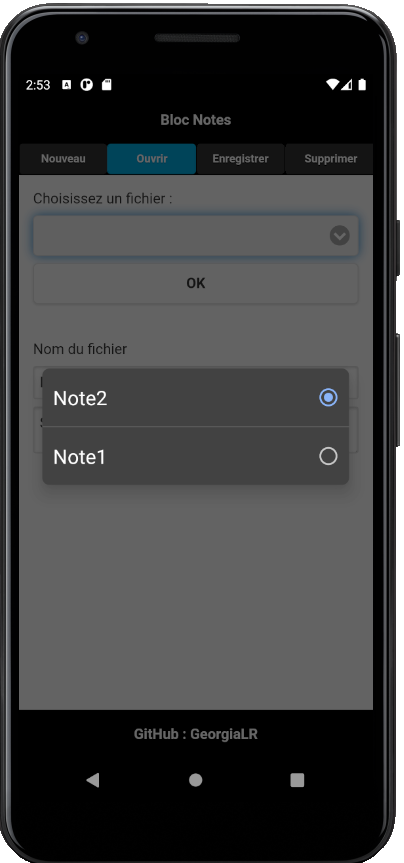 2:53
Bloc Notes
Nouveau Ouvrir Enregistrer Supprimer
Choisissez un fichier :
OK
Nom du fichier
Note2
Note1
GitHub : GeorgiaLR